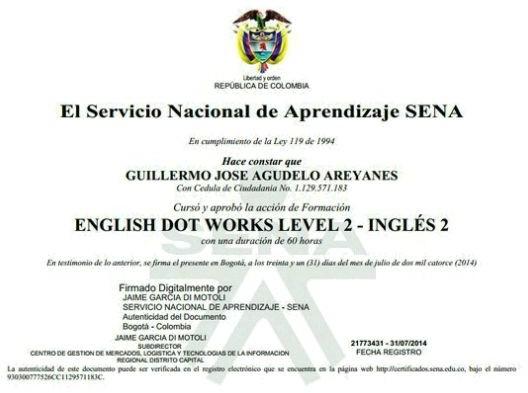 Libertad y orden
REPÚBLICA DE COLOMBIA
El Servicio Nacional de Aprendizaje SENA
En cumplimiento de la Ley 119 de 1994
Hace constar que
GUILLERMO JOSE AGUDELO AREYANES
Con Cedula de Ciudadania No. 1.129.571.183
Cursó y aprobó la acción de Formación
ENGLISH DOT WORKS LEVEL 2 - INGLÉS 2
con una duración de 60 horas
SENA
En testimonio de lo anterior, se firma el presente en Bogotá, a los treinta y un (31) días del mes de julio de dos mil catorce (2014)
Firmado Digitalmente por
JAIME GARCIA DI MOTOLI
SERVICIO NACIONAL DE APRENDIZAJE - SENA
Autenticidad del Documento
Bogotá - Colombia
JAIME GARCIA DI MOTOLI
SUBDIRECTOR
CENTRO DE GESTION DE MERCADOS, LOGISTICA Y TECNOLOGIAS DE LA INFORMACION
REGIONAL DISTRITO CAPITAL
21773431 - 31/07/2014
FECHA REGISTRO
La autenticidad de este documento puede ser verificada en el registro electrónico que se encuentra en la página web http://certificados.sena.edu.co, bajo el número
930300777526CC1129571183C.